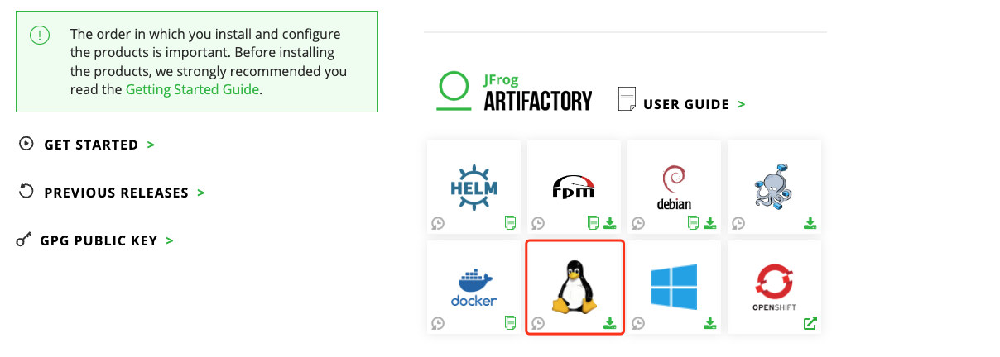 The order in which you install and configure
the products is important. Before installing
the products, we strongly recommended you
read the Getting Started Guide.
GET STARTED >
PREVIOUS RELEASES >
GPG PUBLIC KEY >
JFrog
ARTIFACTORY
USER GUIDE >
HELM
rpm
debian
docker
OPENSHIFT